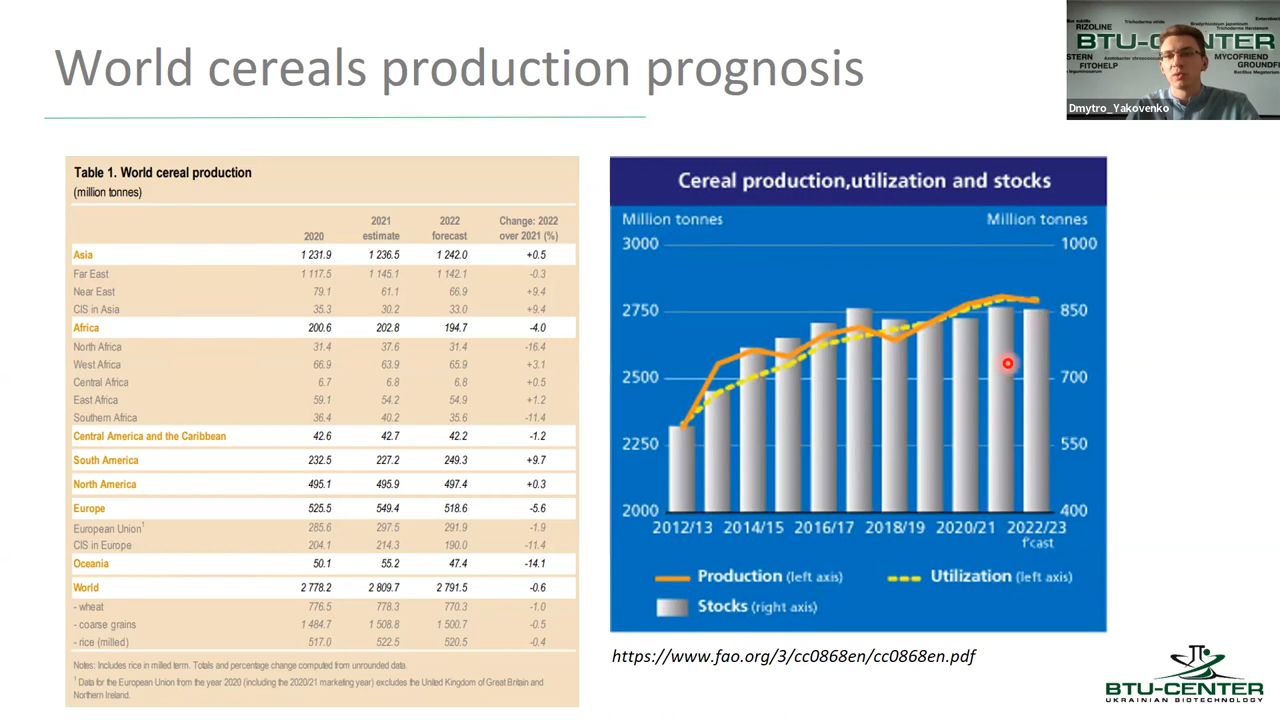 World cereals production prognosis
RIZOLINE
BTU-CENTER
STERN
MYCOFRIEND
FITOHELP
GROUNDFI
Dmytro_Yakovenko
Table 1. World cereal production
(million tonnes)
2020 2021 estimate 2022 forecast Change: 2022 over 2021 (%)
Asia 1 231.9 1 236.5 1 242.0 +0.5
Far East 1 117.5 1 145.1 1 142.1 -0.3
Near East 79.1 61.1 66.9 +9.4
CIS in Asia 35.3 30.2 33.0 +9.4
Africa 200.6 202.8 194.7 -4.0
North Africa 31.4 37.6 31.4 -16.4
West Africa 66.9 63.9 65.9 +3.1
Central Africa 6.7 6.8 6.8 +0.5
East Africa 59.1 54.2 54.9 +1.2
Southern Africa 36.4 40.2 35.6 -11.4
Central America and the Caribbean 42.6 42.7 42.2 -1.2
South America 232.5 227.2 249.3 +9.7
North America 495.1 495.9 497.4 +0.3
Europe 525.5 549.4 518.6 -5.6
European Union1 285.6 297.5 291.9 -1.9
CIS in Europe 204.1 214.3 190.0 -11.4
Oceania 50.1 55.2 47.4 -14.1
World 2 778.2 2 809.7 2 791.5 -0.6
- wheat 776.5 778.3 770.3 -1.0
- coarse grains 1 484.7 1 508.8 1 500.7 -0.5
- rice (milled) 517.0 522.5 520.5 -0.4
Notes: Includes rice in milled term. Totals and percentage change computed from unrounded data.
1 Data for the European Union from the year 2020 (including the 2020/21 marketing year) excludes the United Kingdom of Great Britain and
Northern Ireland.
Cereal production,utilization and stocks
Million tonnes Million tonnes
3000 1000
2750 850
2500 700
2250 550
2000 400
2012/13 2014/15 2016/17 2018/19 2020/21 2022/23
f'cast
Production (left axis) Utilization (left axis)
Stocks (right axis)
https://www.fao.org/3/cc0868en/cc0868en.pdf
BTU-CENTER
UKRAINIAN BIOTECHNOLOGY